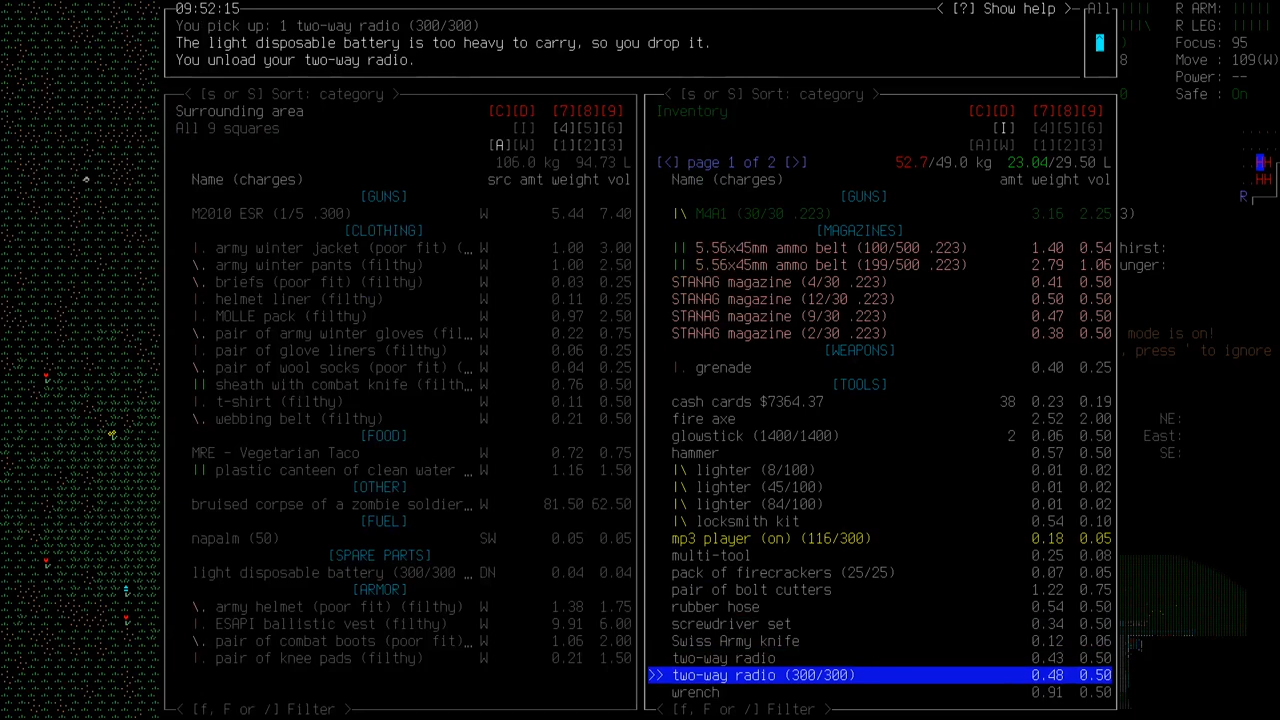 09:52:15
< [?] Show help >
All
You pick up: 1 two-way radio (300/300)
The light disposable battery is too heavy to carry, so you drop it.
You unload your two-way radio.
R ARM:
R LEG:
Focus: 95
8 Move : 109(W)
Power: --
0 Safe : On
< [s or S] Sort: category >
Surrounding area [C][D] [7][8][9]
All 9 squares [I] [4][5][6]
[A][W] [1][2][3]
106.0 kg 94.73 L
Name (charges) src amt weight vol
[GUNS]
M2010 ESR (1/5 .300) W 5.44 7.40
[CLOTHING]
|. army winter jacket (poor fit) (… W 1.00 3.00
\. army winter pants (filthy) W 1.00 2.50
\. briefs (poor fit) (filthy) W 0.03 0.25
|. helmet liner (filthy) W 0.11 0.25
|. MOLLE pack (filthy) W 0.97 2.50
\. pair of army winter gloves (fil… W 0.22 0.75
|. pair of glove liners (filthy) W 0.06 0.25
\. pair of wool socks (poor fit) (… W 0.04 0.25
|| sheath with combat knife (filth… W 0.76 0.50
|. t-shirt (filthy) W 0.11 0.50
\. webbing belt (filthy) W 0.21 0.50
[FOOD]
MRE - Vegetarian Taco W 0.72 0.75
|| plastic canteen of clean water … W 1.16 1.50
[OTHER]
bruised corpse of a zombie soldier… W 81.50 62.50
[FUEL]
napalm (50) SW 0.05 0.05
[SPARE PARTS]
light disposable battery (300/300 … DN 0.04 0.04
[ARMOR]
\. army helmet (poor fit) (filthy) W 1.38 1.75
|. ESAPI ballistic vest (filthy) W 9.91 6.00
\. pair of combat boots (poor fit)… W 1.06 2.00
|. pair of knee pads (filthy) W 0.21 1.50
< [f, F or /] Filter >
< [s or S] Sort: category >
Inventory [C][D] [7][8][9]
[I] [4][5][6]
[A][W] [1][2][3]
[<] page 1 of 2 [>] 52.7/49.0 kg 23.04/29.50 L
Name (charges) amt weight vol
[GUNS]
|\ M4A1 (30/30 .223) 3.16 2.25
[MAGAZINES]
|| 5.56x45mm ammo belt (100/500 .223) 1.40 0.54
|| 5.56x45mm ammo belt (199/500 .223) 2.79 1.06
STANAG magazine (4/30 .223) 0.41 0.50
STANAG magazine (12/30 .223) 0.50 0.50
STANAG magazine (9/30 .223) 0.47 0.50
STANAG magazine (2/30 .223) 0.38 0.50
[WEAPONS]
|. grenade 0.40 0.25
[TOOLS]
cash cards $7364.37 38 0.23 0.19
fire axe 2.52 2.00
glowstick (1400/1400) 2 0.06 0.50
hammer 0.57 0.50
|\ lighter (8/100) 0.01 0.02
|\ lighter (45/100) 0.01 0.02
|\ lighter (84/100) 0.01 0.02
|\ locksmith kit 0.54 0.10
mp3 player (on) (116/300) 0.18 0.05
multi-tool 0.25 0.08
pack of firecrackers (25/25) 0.07 0.05
pair of bolt cutters 1.22 0.75
rubber hose 0.54 0.50
screwdriver set 0.34 0.50
Swiss Army knife 0.12 0.06
two-way radio 0.43 0.50
>> two-way radio (300/300) 0.48 0.50
wrench 0.91 0.50
< [f, F or /] Filter >
HH
HH
R
3)
hirst:
unger:
mode is on!
, press ' to ignore
NE:
East:
SE: